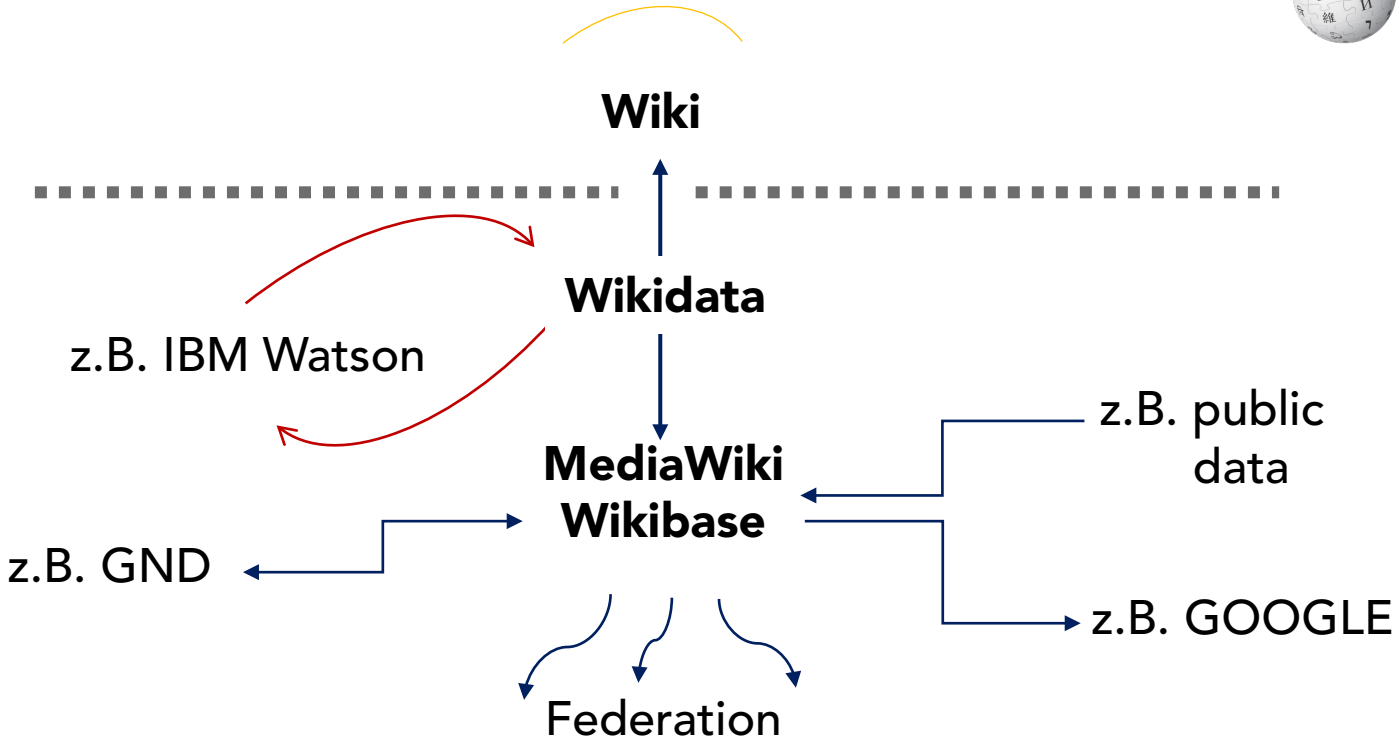 Wiki
Wikidata
z.B. IBM Watson
z.B. public
data
MediaWiki
Wikibase
z.B. GND
z.B. GOOGLE
Federation